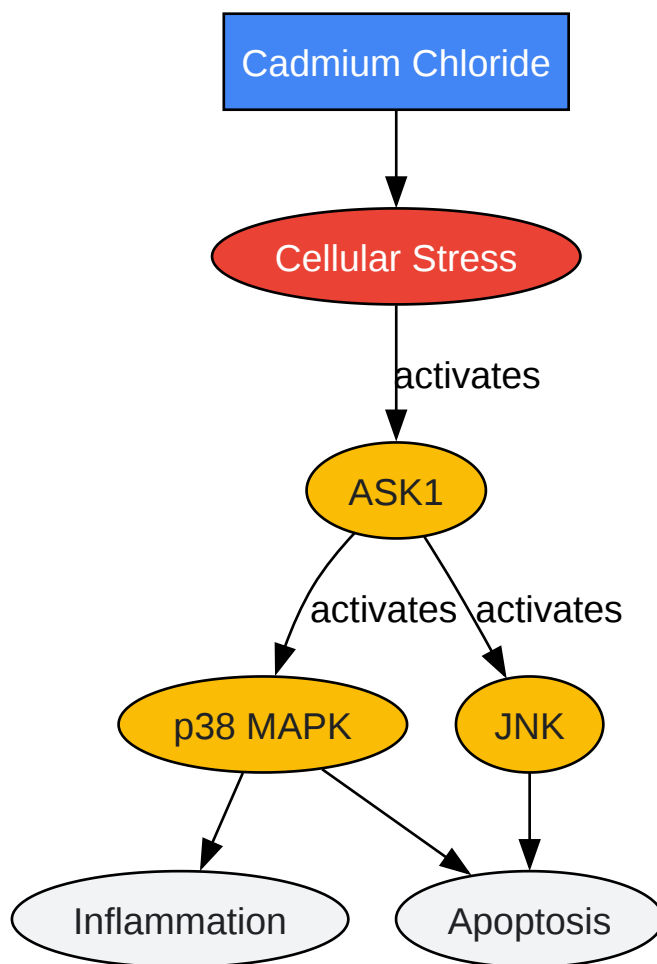 Cadmium Chloride
Cellular Stress
activates
ASK1
activates
activates
p38 MAPK
JNK
Inflammation
Apoptosis